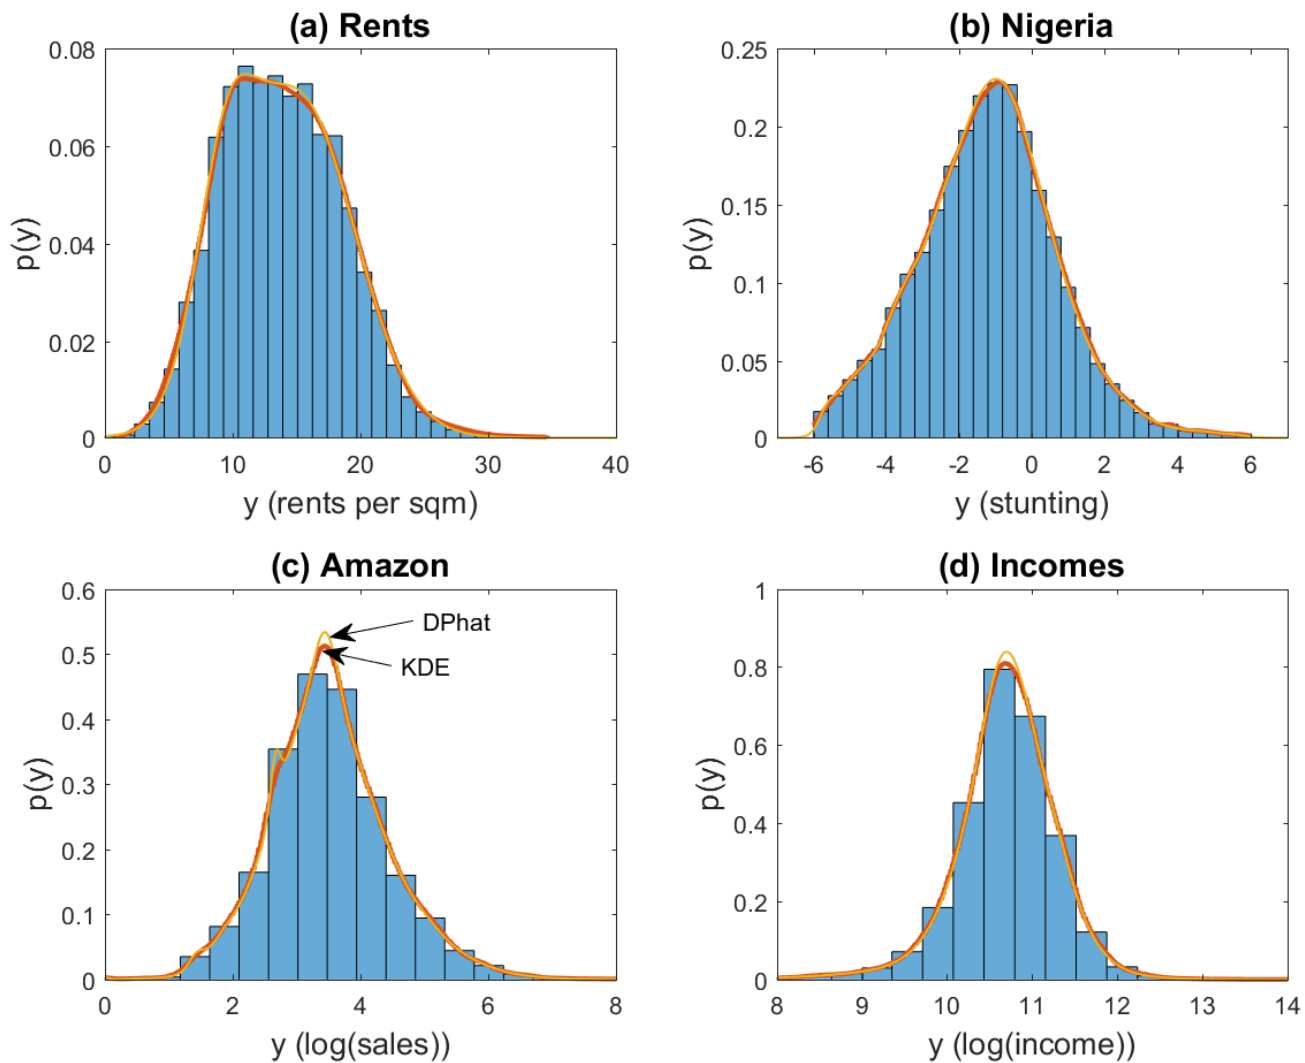 (a) Rents
0.08
0.06
0.04
0.02
0
p(y)
0 10 20 30 40
y (rents per sqm)
(b) Nigeria
0.25
0.2
0.15
0.1
0.05
0
p(y)
-6 -4 -2 0 2 4 6
y (stunting)
(c) Amazon
0.6
0.5
0.4
0.3
0.2
0.1
0
p(y)
DPhat
KDE
0 2 4 6 8
y (log(sales))
(d) Incomes
1
0.8
0.6
0.4
0.2
0
p(y)
8 9 10 11 12 13 14
y (log(income))